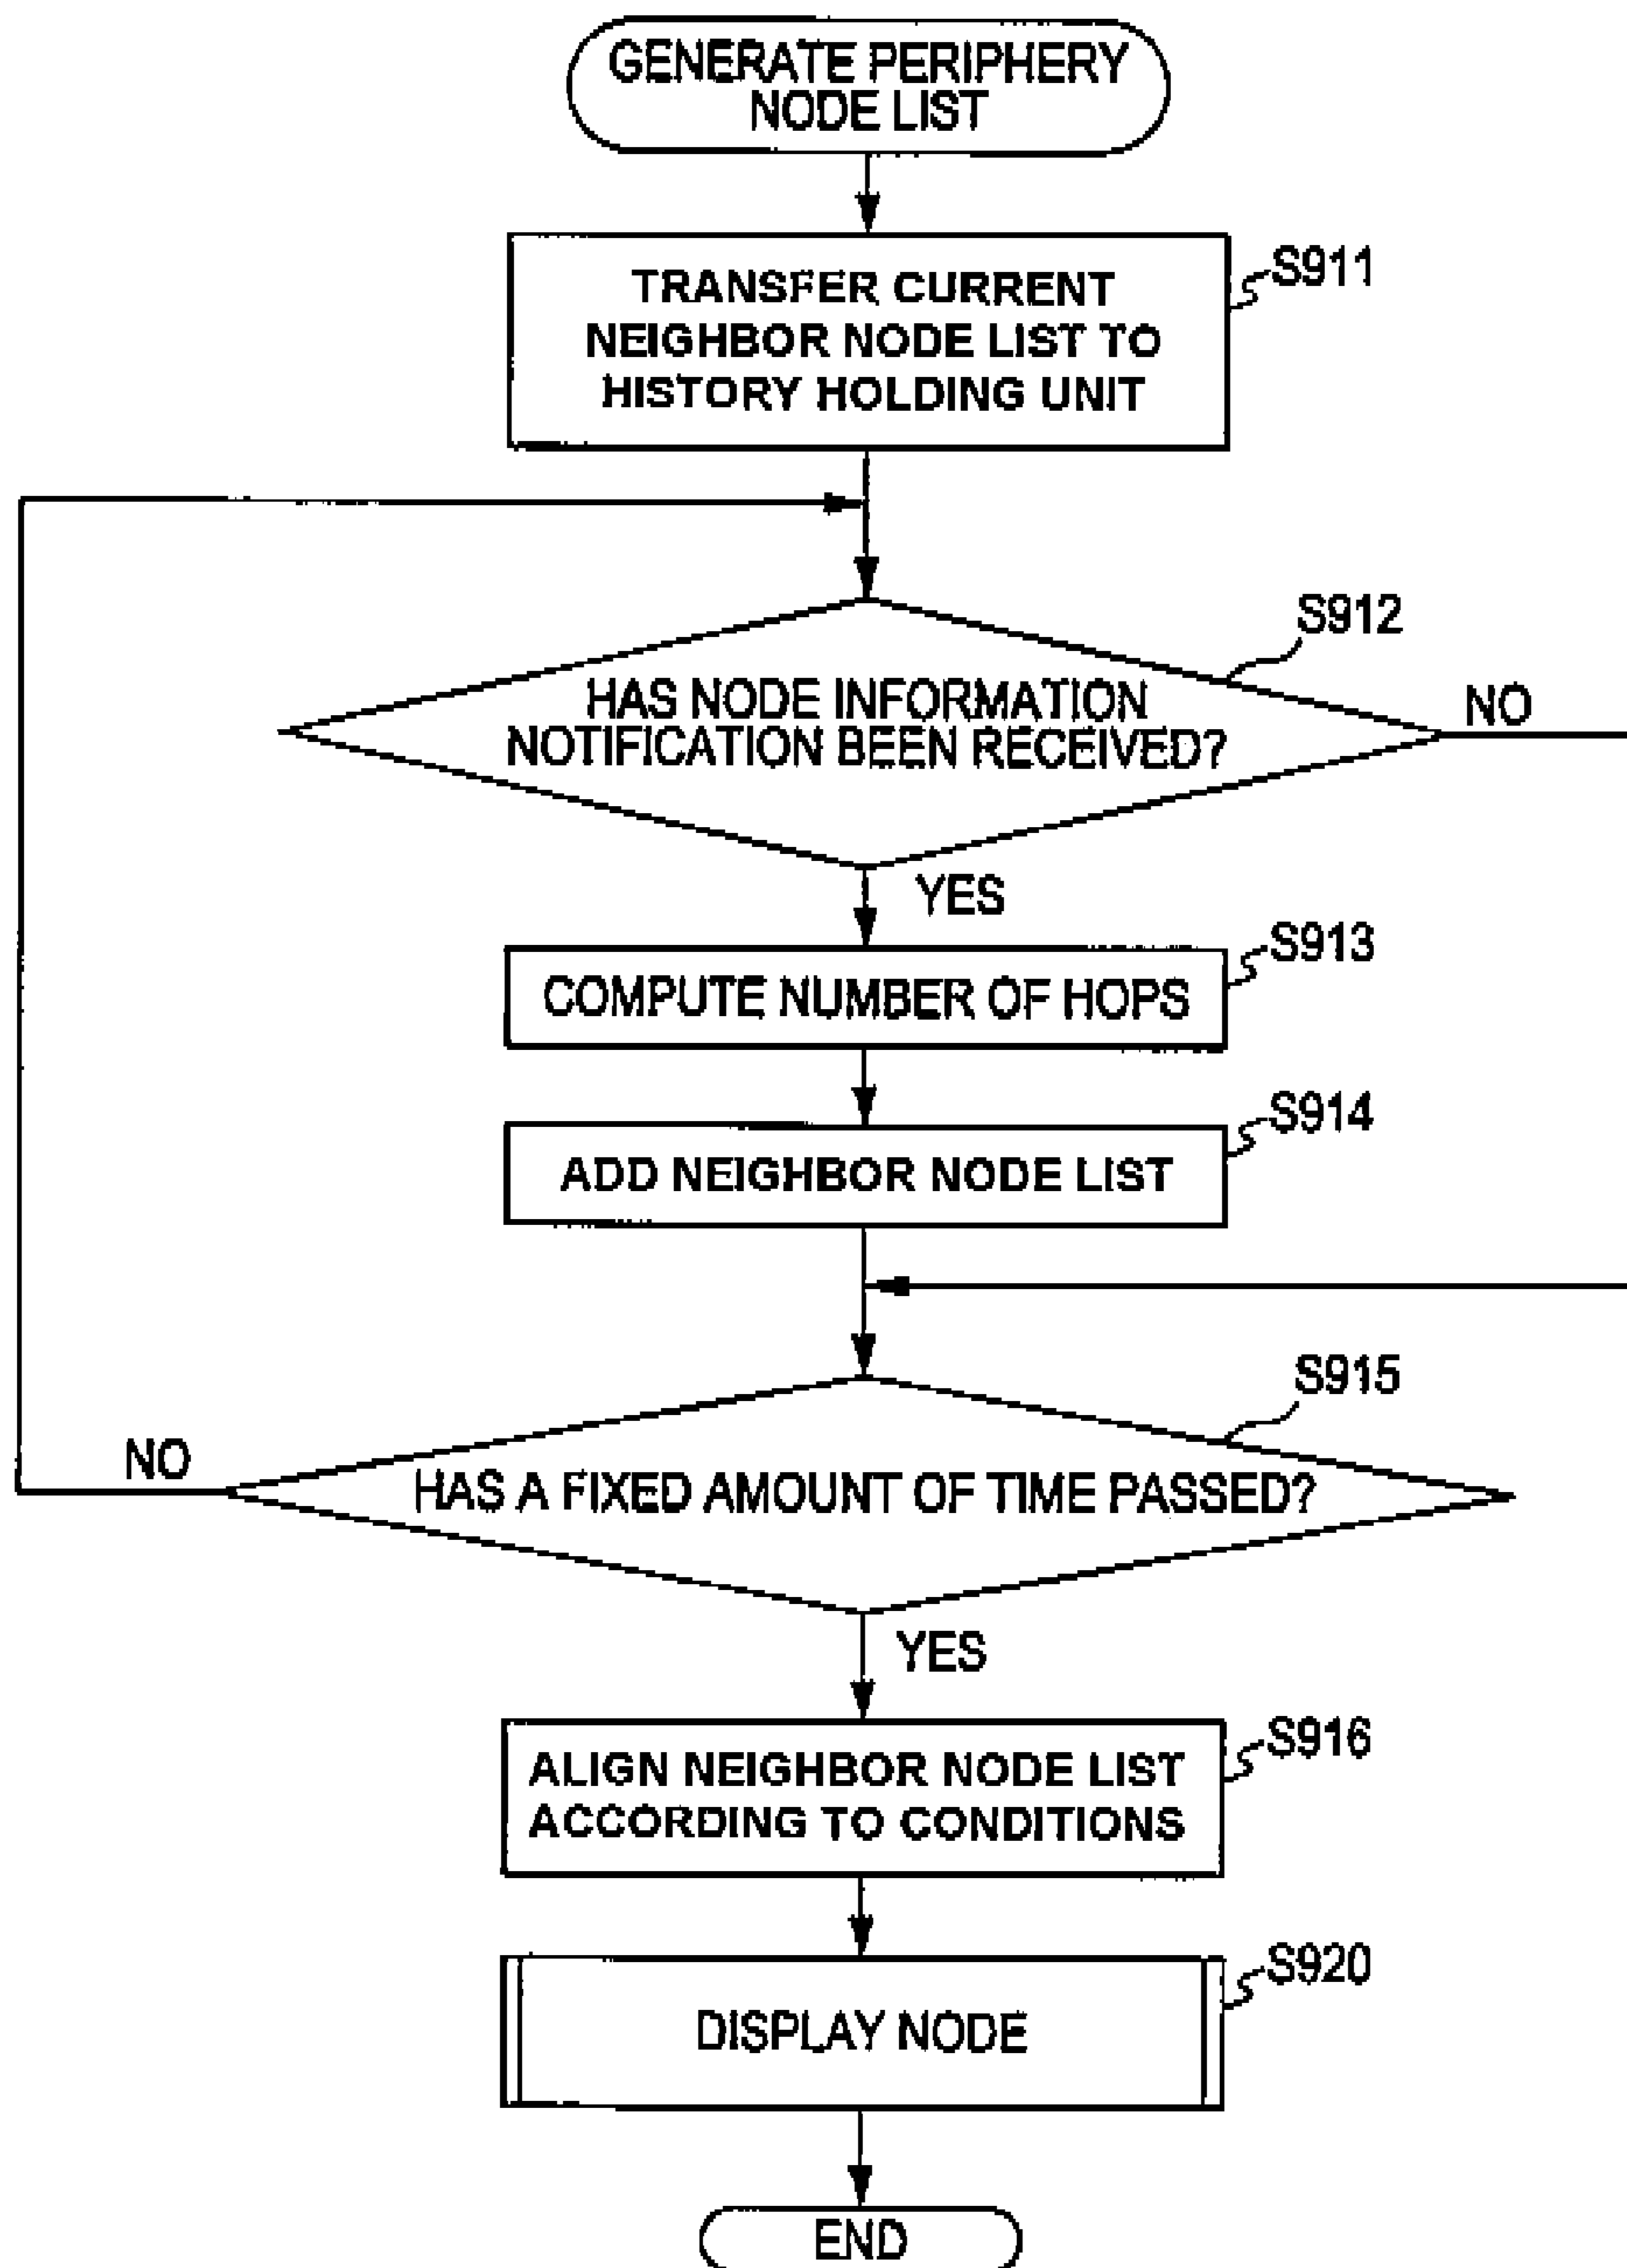 GENERATE PERIPHERY
NODE LIST
S911
TRANSFER CURRENT
NEIGHBOR NODE LIST TO
HISTORY HOLDING UNIT
S912
HAS NODE INFORMATION
NOTIFICATION BEEN RECEIVED?
NO
YES
S913
COMPUTE NUMBER OF HOPS
S914
ADD NEIGHBOR NODE LIST
S915
NO
HAS A FIXED AMOUNT OF TIME PASSED?
YES
S916
ALIGN NEIGHBOR NODE LIST
ACCORDING TO CONDITIONS
S920
DISPLAY NODE
END